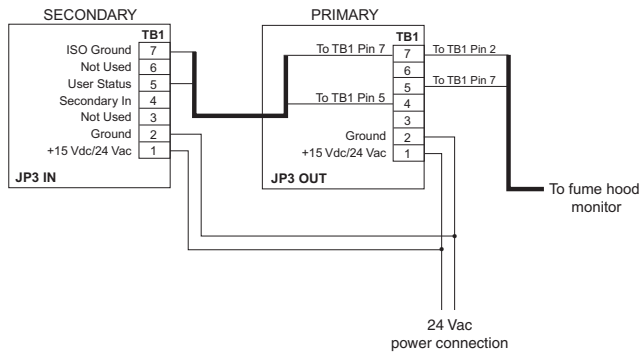 SECONDARY
TB1
ISO Ground 7
Not Used 6
User Status 5
Secondary In 4
Not Used 3
Ground 2
+15 Vdc/24 Vac 1
JP3 IN
PRIMARY
TB1
To TB1 Pin 7 7 To TB1 Pin 2
6
5 To TB1 Pin 7
To TB1 Pin 5 4
3
Ground 2
+15 Vdc/24 Vac 1
JP3 OUT
To fume hood
monitor
24 Vac
power connection